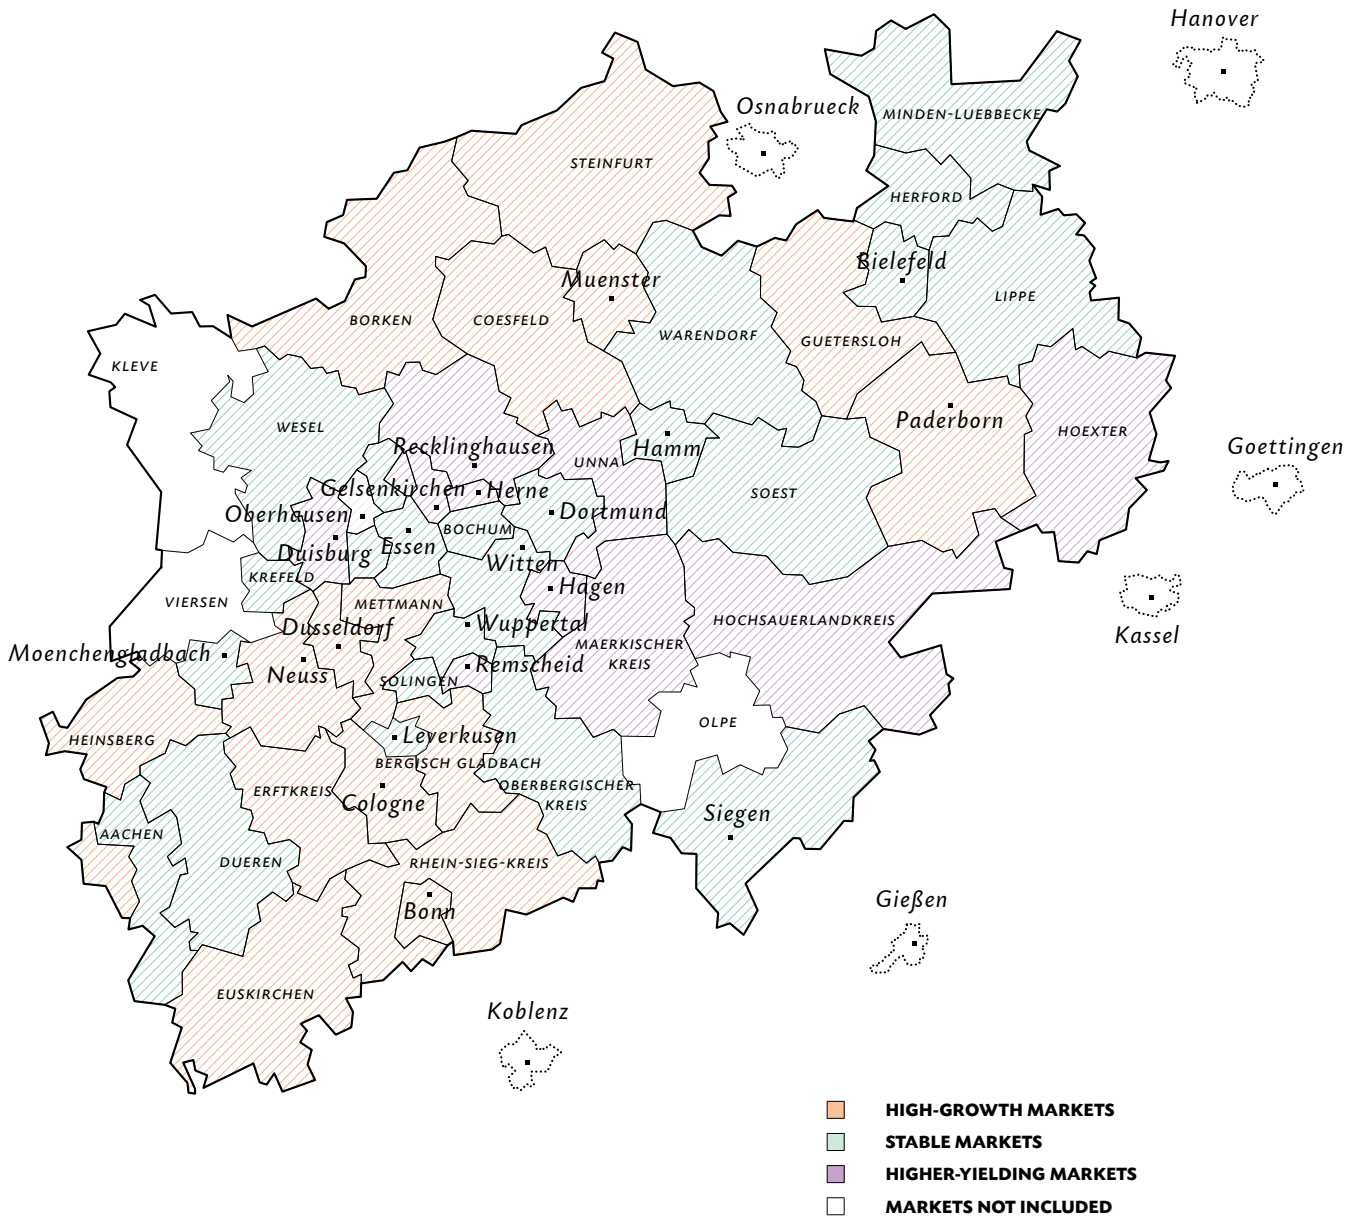 Hanover
Osnabrueck
MINDEN-LUEBBECKE
STEINFURT
HERFORD
Bielefeld
Muenster
LIPPE
BORKEN
COESFELD
WARENDORF
GUETERSLOH
KLEVE
Paderborn
WESEL
HOEXTER
Recklinghausen
Hamm
Goettingen
UNNA
Gelsenkirchen
Herne
SOEST
Oberhausen
Dortmund
BOCHUM
Duisburg
Essen
Witten
KREFELD
Hagen
VIERSEN
METTMANN
Dusseldorf
Wuppertal
HOCHSAUERLANDKREIS
Kassel
MAERKISCHER
KREIS
Moenchengladbach
Neuss
Remscheid
SOLINGEN
OLPE
HEINSBERG
Leverkusen
BERGISCH GLADBACH
ERFTKREIS
Cologne
OBERBERGISCHER
KREIS
Siegen
AACHEN
DUEREN
RHEIN-SIEG-KREIS
Bonn
Gießen
EUSKIRCHEN
Koblenz
HIGH-GROWTH MARKETS
STABLE MARKETS
HIGHER-YIELDING MARKETS
MARKETS NOT INCLUDED